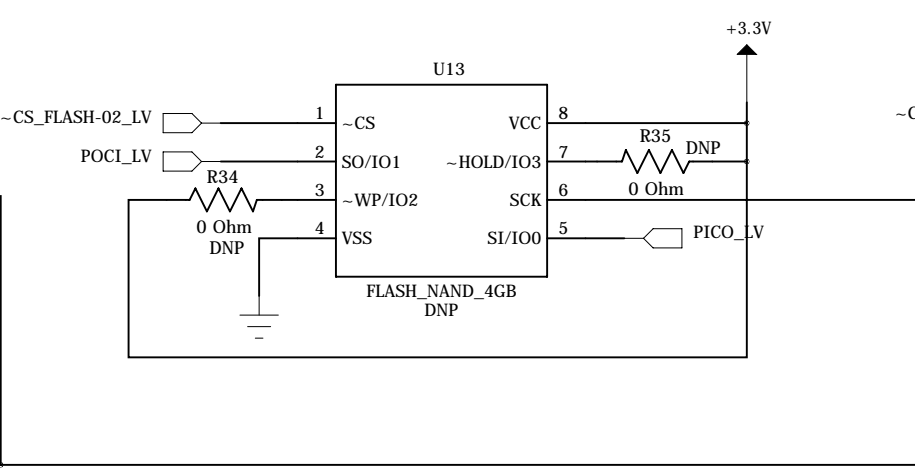 +3.3V
U13
~CS_FLASH-02_LV
1
~CS
VCC
8
~C
R35
DNP
POCI_LV
2
SO/IO1
~HOLD/IO3
7
0 Ohm
R34
3
~WP/IO2
SCK
6
0 Ohm
DNP
4
VSS
SI/IO0
5
PICO_LV
FLASH_NAND_4GB
DNP